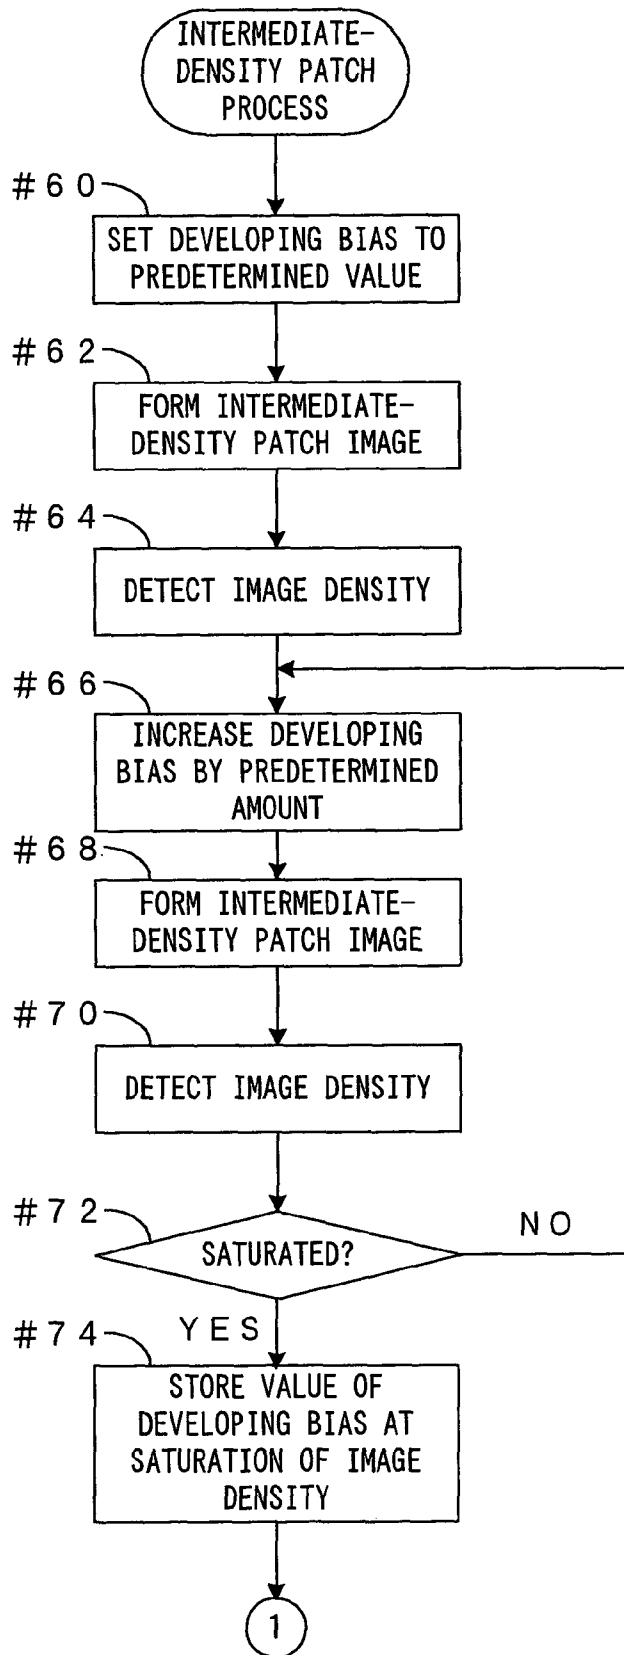 INTERMEDIATE-
DENSITY PATCH
PROCESS
#60
SET DEVELOPING BIAS TO
PREDETERMINED VALUE
#62
FORM INTERMEDIATE-
DENSITY PATCH IMAGE
#64
DETECT IMAGE DENSITY
#66
INCREASE DEVELOPING
BIAS BY PREDETERMINED
AMOUNT
#68
FORM INTERMEDIATE-
DENSITY PATCH IMAGE
#70
DETECT IMAGE DENSITY
#72
SATURATED?
NO
YES
#74
STORE VALUE OF
DEVELOPING BIAS AT
SATURATION OF IMAGE
DENSITY
1